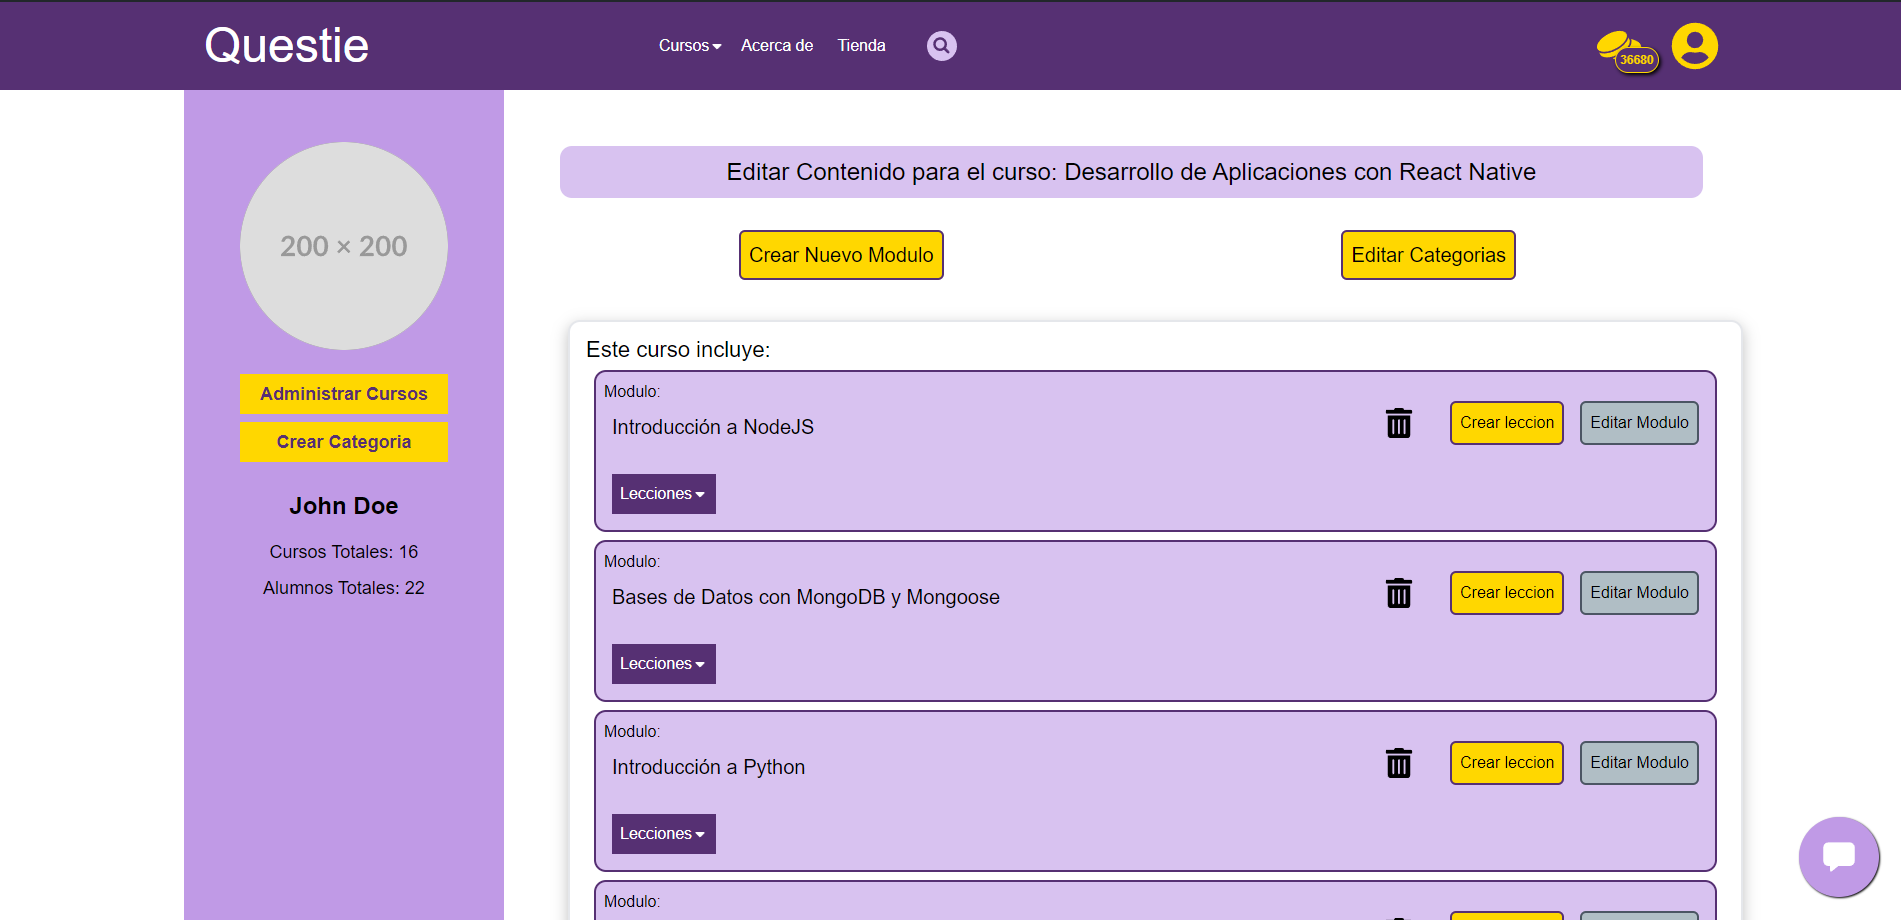 Questie
Cursos
Acerca de
Tienda
36680
200 × 200
Administrar Cursos
Crear Categoria
John Doe
Cursos Totales: 16
Alumnos Totales: 22
Editar Contenido para el curso: Desarrollo de Aplicaciones con React Native
Crear Nuevo Modulo
Editar Categorias
Este curso incluye:
Modulo:
Introducción a NodeJS
Crear leccion
Editar Modulo
Lecciones
Modulo:
Bases de Datos con MongoDB y Mongoose
Crear leccion
Editar Modulo
Lecciones
Modulo:
Introducción a Python
Crear leccion
Editar Modulo
Lecciones
Modulo: